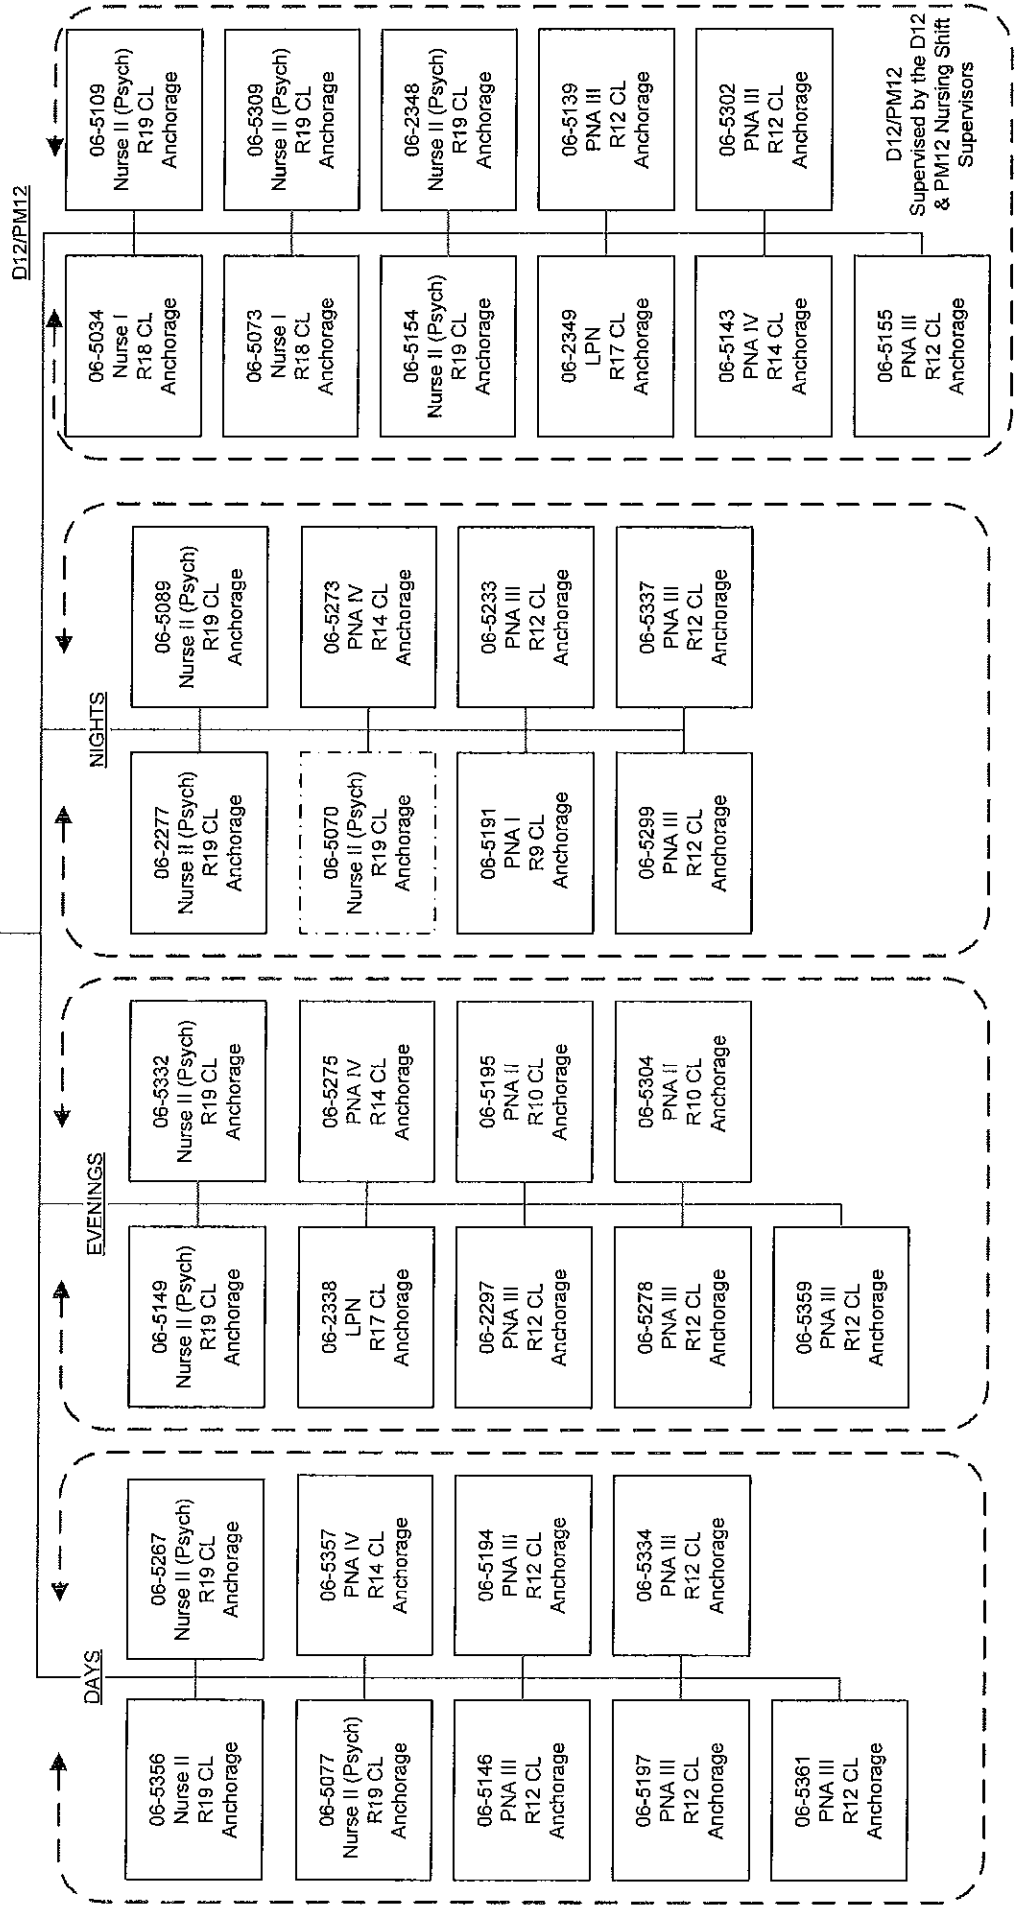 DAYS
06-5356
Nurse II
R19 CL
Anchorage
06-5267
Nurse II (Psych)
R19 CL
Anchorage
06-5077
Nurse II (Psych)
R19 CL
Anchorage
06-5357
PNA IV
R14 CL
Anchorage
06-5146
PNA III
R12 CL
Anchorage
06-5194
PNA III
R12 CL
Anchorage
06-5197
PNA III
R12 CL
Anchorage
06-5334
PNA III
R12 CL
Anchorage
06-5361
PNA III
R12 CL
Anchorage
EVENINGS
06-5149
Nurse II (Psych)
R19 CL
Anchorage
06-5332
Nurse II (Psych)
R19 CL
Anchorage
06-2338
LPN
R17 CL
Anchorage
06-5275
PNA IV
R14 CL
Anchorage
06-2297
PNA III
R12 CL
Anchorage
06-5195
PNA II
R10 CL
Anchorage
06-5278
PNA III
R12 CL
Anchorage
06-5304
PNA II
R10 CL
Anchorage
06-5359
PNA III
R12 CL
Anchorage
NIGHTS
06-2277
Nurse II (Psych)
R19 CL
Anchorage
06-5089
Nurse II (Psych)
R19 CL
Anchorage
06-5070
Nurse II (Psych)
R19 CL
Anchorage
06-5273
PNA IV
R14 CL
Anchorage
06-5191
PNA I
R9 CL
Anchorage
06-5233
PNA III
R12 CL
Anchorage
06-5299
PNA III
R12 CL
Anchorage
06-5337
PNA III
R12 CL
Anchorage
D12/PM12
06-5034
Nurse I
R18 CL
Anchorage
06-5109
Nurse II (Psych)
R19 CL
Anchorage
06-5073
Nurse I
R18 CL
Anchorage
06-5309
Nurse II (Psych)
R19 CL
Anchorage
06-5154
Nurse II (Psych)
R19 CL
Anchorage
06-2348
Nurse II (Psych)
R19 CL
Anchorage
06-2349
LPN
R17 CL
Anchorage
06-5139
PNA III
R12 CL
Anchorage
06-5143
PNA IV
R14 CL
Anchorage
06-5302
PNA III
R12 CL
Anchorage
06-5155
PNA III
R12 CL
Anchorage
D12/PM12
Supervised by the D12
& PM12 Nursing Shift
Supervisors